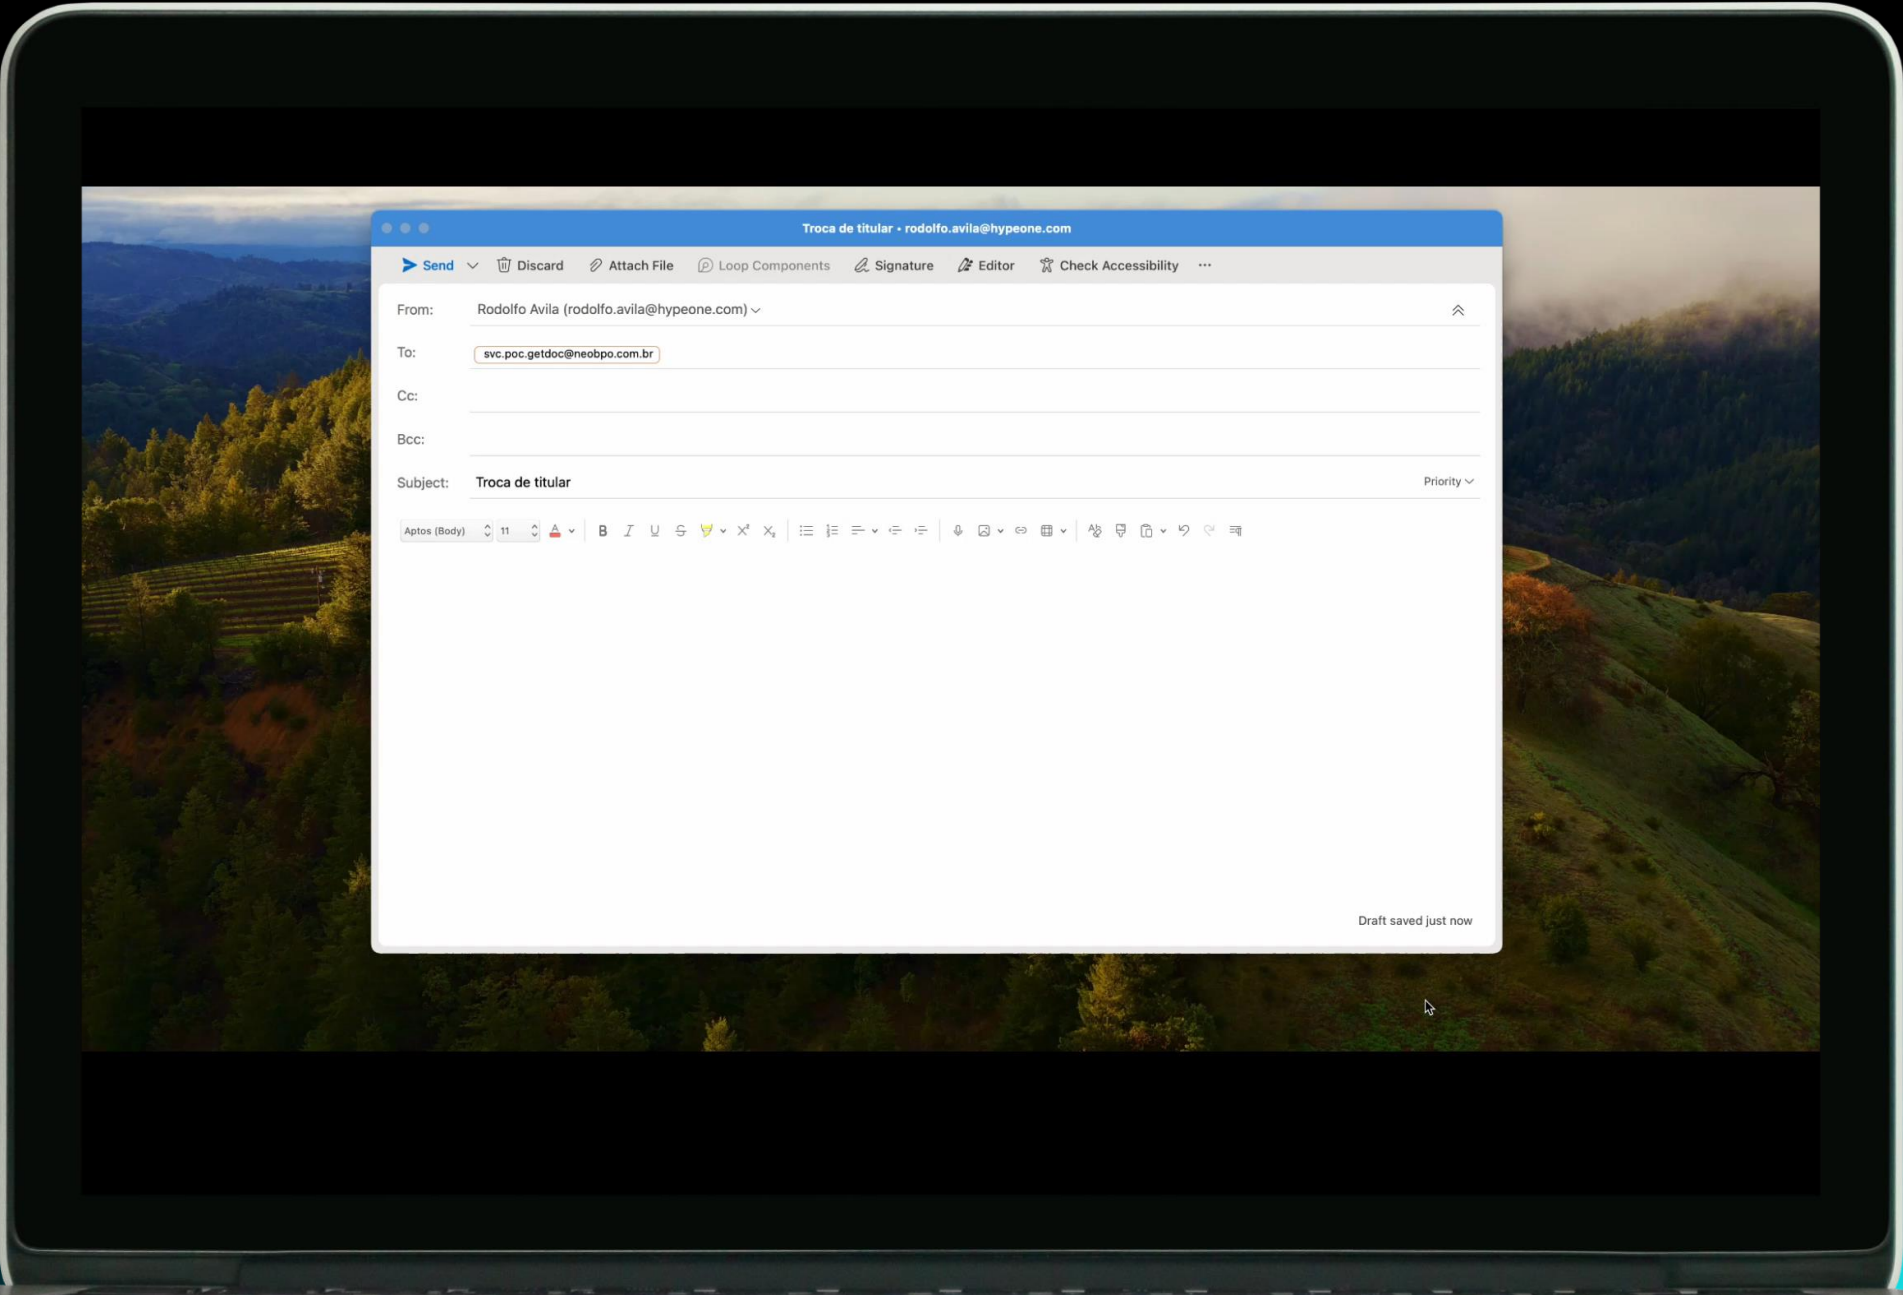 Troca de titular • rodolfo.avila@hypeone.com
Send Discard Attach File Loop Components Signature Editor Check Accessibility ...
From: Rodolfo Avila (rodolfo.avila@hypeone.com)
To: svc.poc.getdoc@neobpo.com.br
Cc:
Bcc:
Subject: Troca de titular Priority
Aptos (Body) 11 A B I U S X² X₂
Draft saved just now